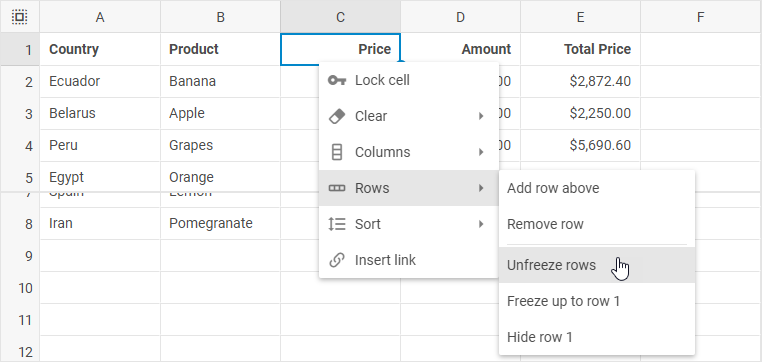 A B C D E F
1 Country Product Price Amount Total Price
2 Ecuador Banana 00 $2,872.40
Lock cell
3 Belarus Apple 00 $2,250.00
Clear
4 Peru Grapes 00 $5,690.60
Columns
5 Egypt Orange
Rows Add row above
7 Spain Lemon
8 Iran Pomegranate
Sort Remove row
9
Insert link Unfreeze rows
10
Freeze up to row 1
11
Hide row 1
12